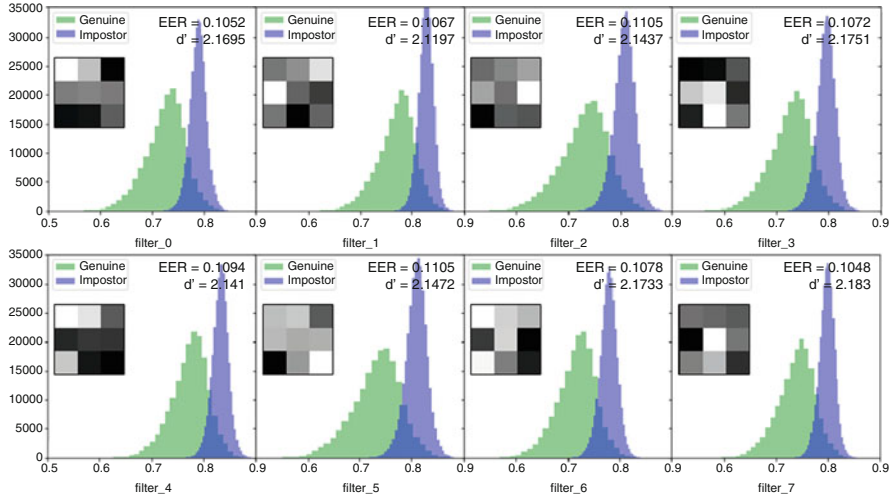 35000
30000
25000
20000
15000
10000
5000
0
Genuine
Impostor
EER = 0.1052
d' = 2.1695
Genuine
Impostor
EER = 0.1067
d' = 2.1197
Genuine
Impostor
EER = 0.1105
d' = 2.1437
Genuine
Impostor
EER = 0.1072
d' = 2.1751
0.5 0.6 0.7 0.8 0.9 0.6 0.7 0.8 0.9 0.6 0.7 0.8 0.9 0.6 0.7 0.8 0.9
filter_0 filter_1 filter_2 filter_3
35000
30000
25000
20000
15000
10000
5000
0
Genuine
Impostor
EER = 0.1094
d' = 2.141
Genuine
Impostor
EER = 0.1105
d' = 2.1472
Genuine
Impostor
EER = 0.1078
d' = 2.1733
Genuine
Impostor
EER = 0.1048
d' = 2.183
0.5 0.6 0.7 0.8 0.9 0.6 0.7 0.8 0.9 0.6 0.7 0.8 0.9 0.6 0.7 0.8 0.9
filter_4 filter_5 filter_6 filter_7